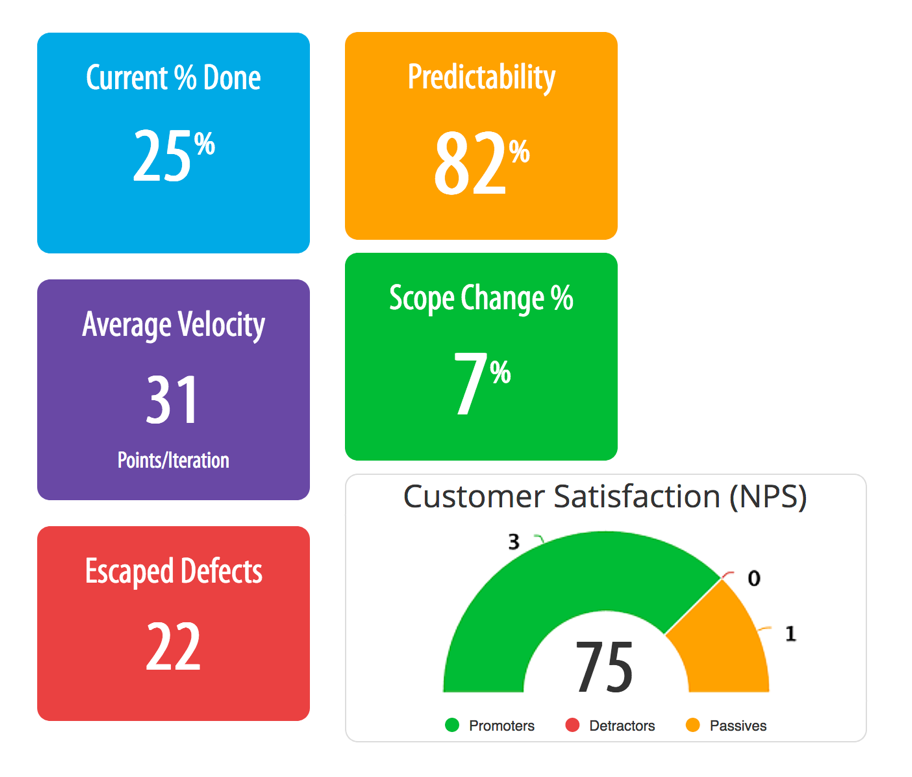 Current % Done
25%
Predictability
82%
Average Velocity
31
Points/Iteration
Scope Change %
7%
Escaped Defects
22
Customer Satisfaction (NPS)
3
0
1
75
Promoters
Detractors
Passives